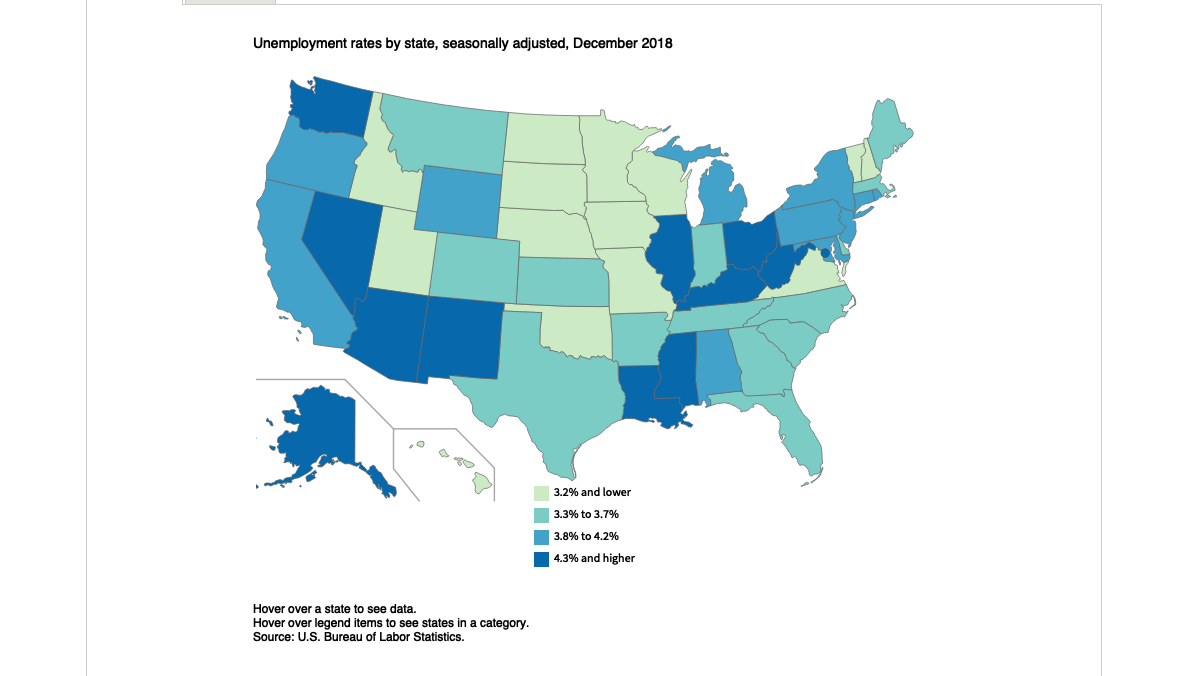 Unemployment rates by state, seasonally adjusted, December 2018
3.2% and lower
3.3% to 3.7%
3.8% to 4.2%
4.3% and higher
Hover over a state to see data.
Hover over legend items to see states in a category.
Source: U.S. Bureau of Labor Statistics.